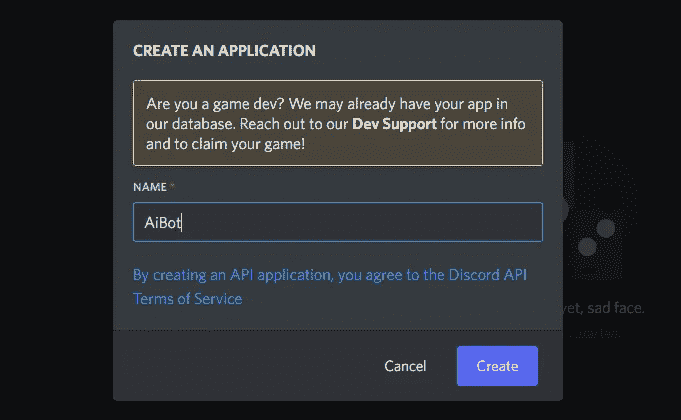 CREATE AN APPLICATION
Are you a game dev? We may already have your app in
our database. Reach out to our Dev Support for more info
and to claim your game!
NAME *
AiBot
By creating an API application, you agree to the Discord API
Terms of Service
yet, sad face.
Cancel
Create